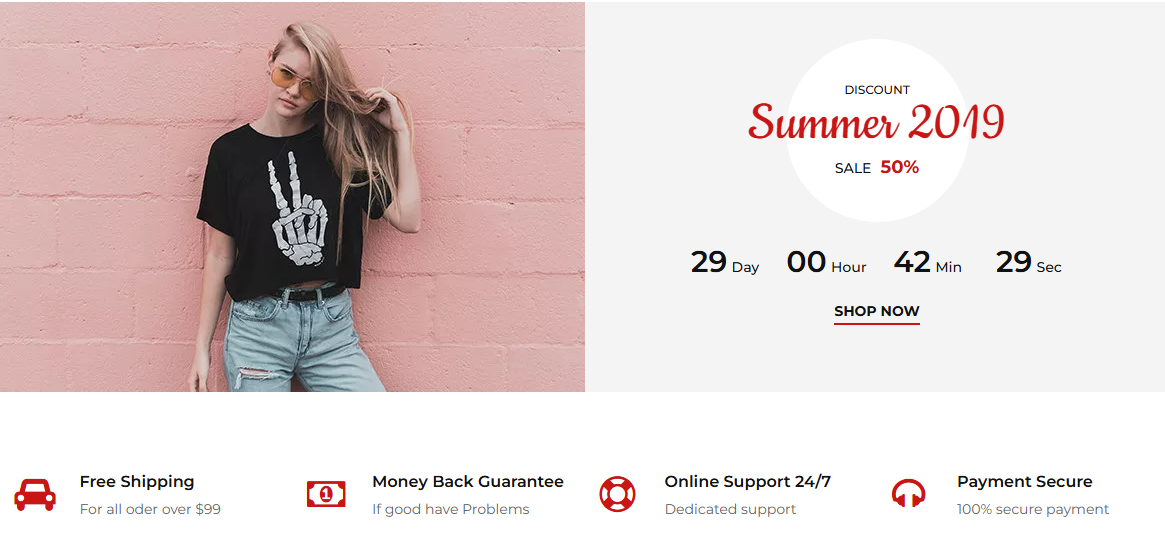 DISCOUNT
Summer 2019
SALE 50%
29 Day 00 Hour 42 Min 29 Sec
SHOP NOW
Free Shipping
For all oder over $99
Money Back Guarantee
If good have Problems
Online Support 24/7
Dedicated support
Payment Secure
100% secure payment